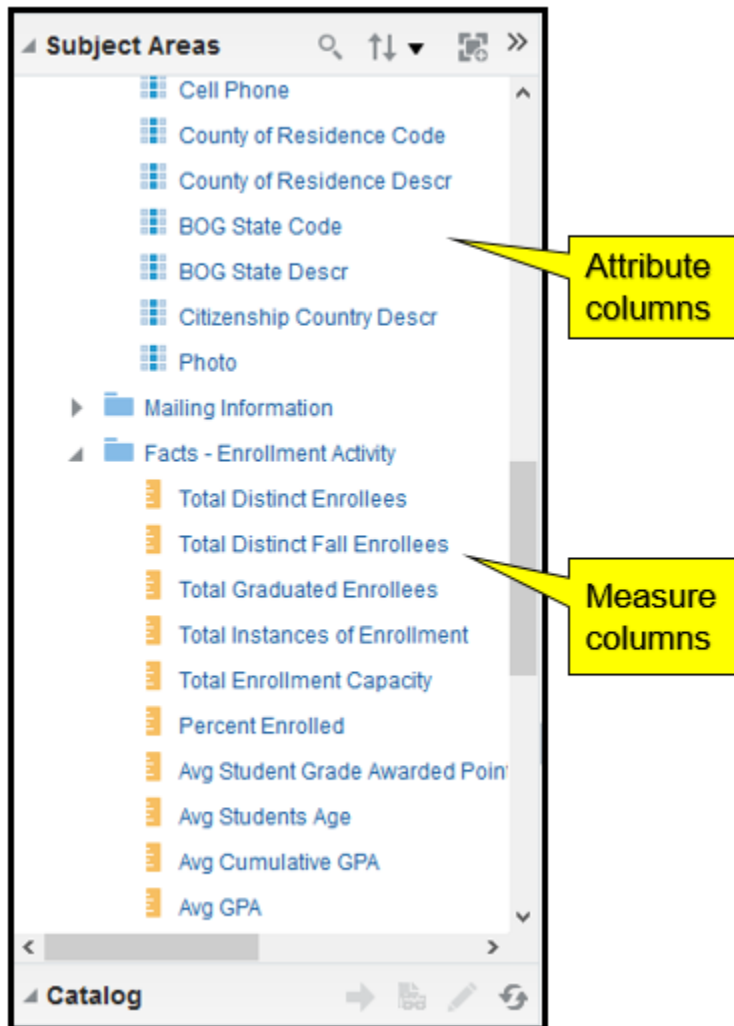 Subject Areas
Cell Phone
County of Residence Code
County of Residence Descr
BOG State Code
BOG State Descr
Citizenship Country Descr
Photo
Attribute
columns
Mailing Information
Facts - Enrollment Activity
Total Distinct Enrollees
Total Distinct Fall Enrollees
Total Graduated Enrollees
Total Instances of Enrollment
Total Enrollment Capacity
Percent Enrolled
Measure
columns
Avg Student Grade Awarded Poin
Avg Students Age
Avg Cumulative GPA
Avg GPA
Catalog